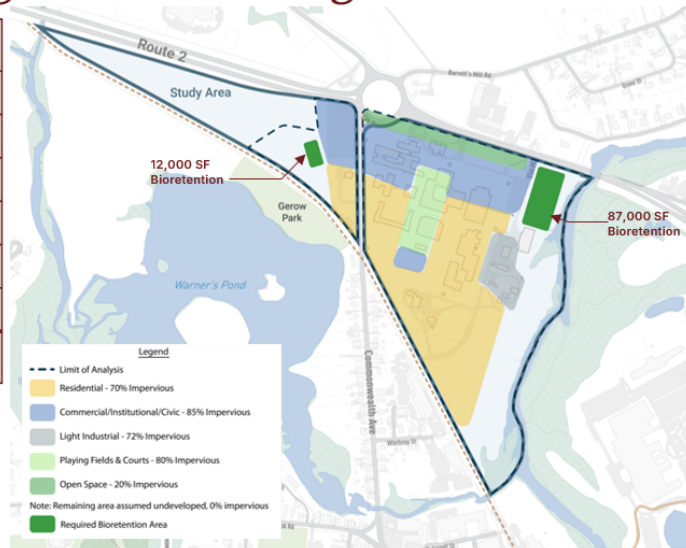 Route 2
Study Area
Barrett's Mill Rd
12,000 SF
Bioretention
Gerow
Park
87,000 SF
Bioretention
Warner's Pond
Commonwealth Ave
Winthrop St
Legend
Limit of Analysis
Residential - 70% Impervious
Commercial/Institutional/Civic - 85% Impervious
Light Industrial - 72% Impervious
Playing Fields & Courts - 80% Impervious
Open Space - 20% Impervious
Note: Remaining area assumed undeveloped, 0% impervious
Required Bioretention Area